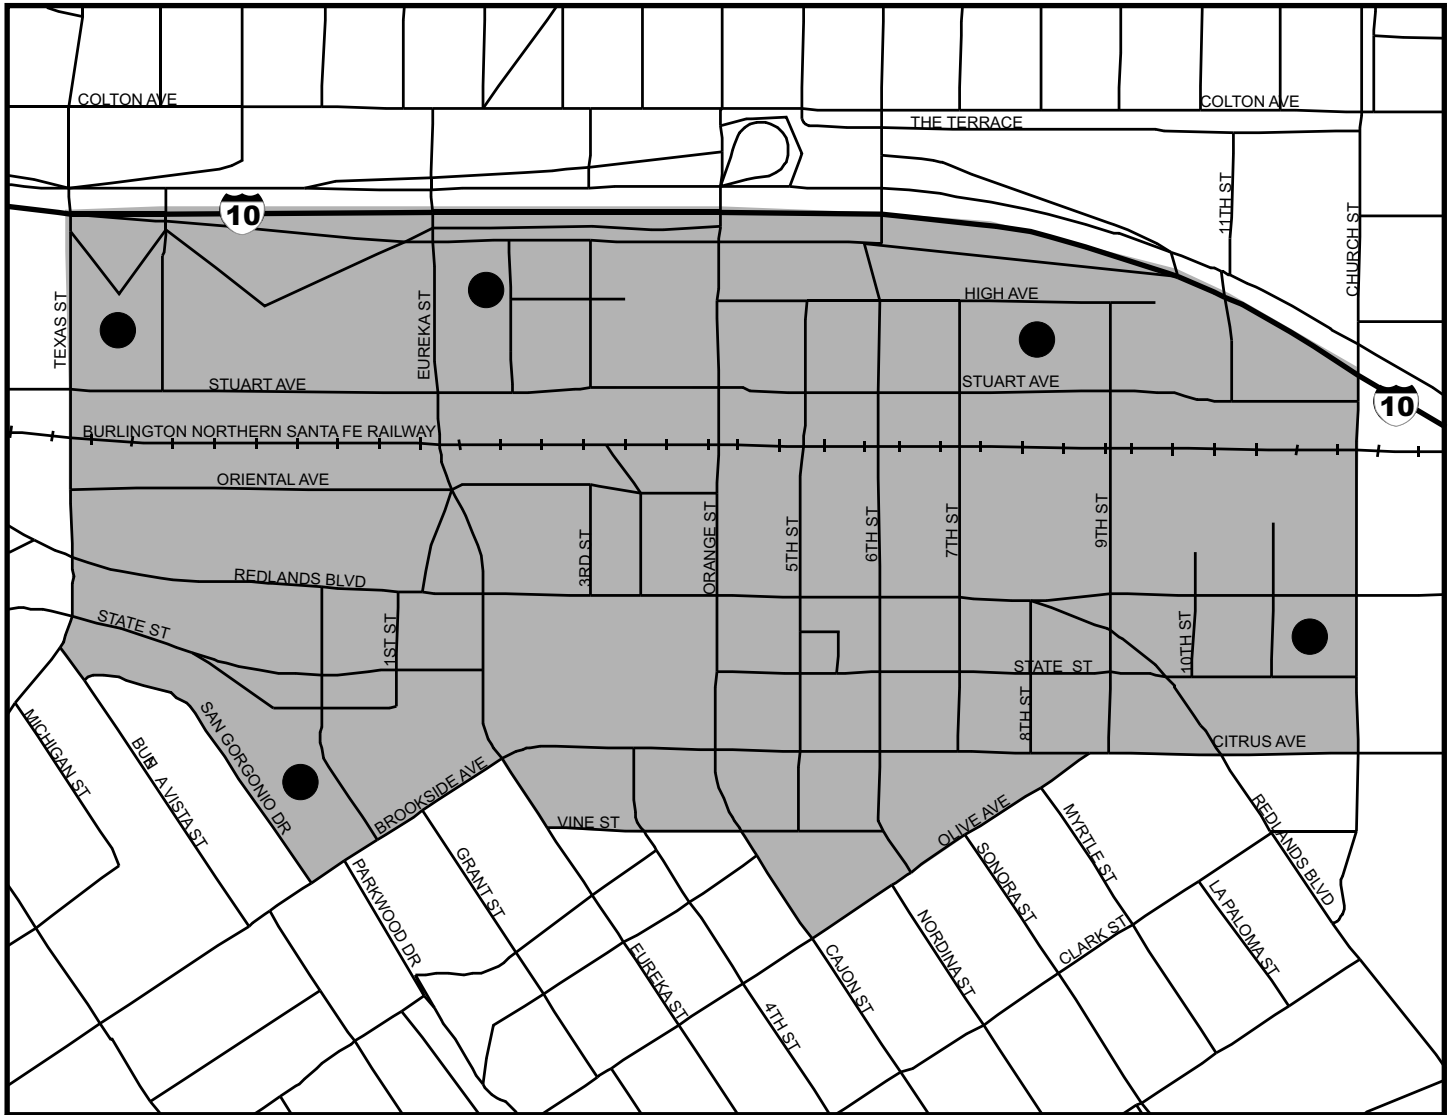 COLTON AVE
COLTON AVE
THE TERRACE
11TH ST
CHURCH ST
10
TEXAS ST
EUREKA ST
HIGH AVE
STUART AVE
STUART AVE
10
BURLINGTON NORTHERN SANTA FE RAILWAY
ORIENTAL AVE
3RD ST
ORANGE ST
5TH ST
6TH ST
7TH ST
9TH ST
REDLANDS BLVD
STATE ST
1ST ST
10TH ST
STATE ST
8TH ST
CITRUS AVE
MICHIGAN ST
VISTA ST
SAN GORGONIO DR
BROOKSIDE AVE
VINE ST
OLIVE AVE
MYRTLE ST
REDLANDS BLVD
PARKWOOD DR
GRANT ST
SONORA ST
LA PALOMA ST
NORDINA ST
CLARK ST
EUREKA ST
CAJON ST
4TH ST